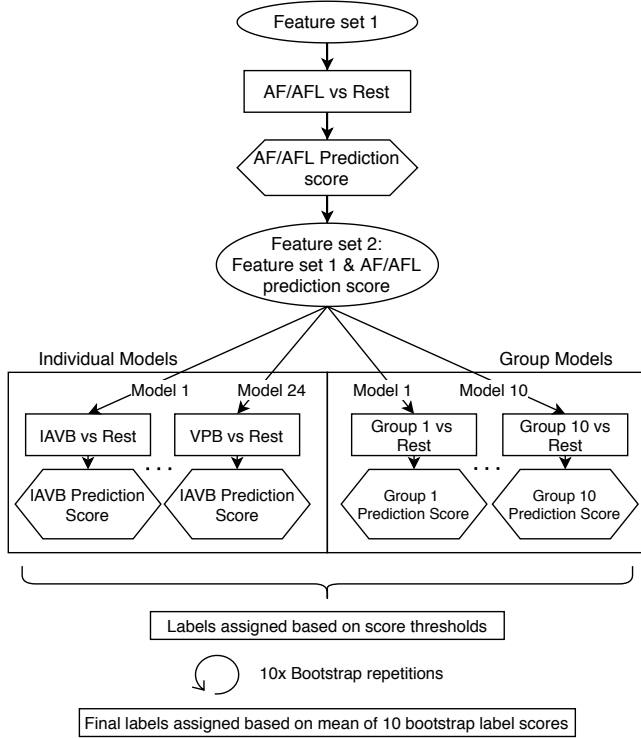 Feature set 1
AF/AFL vs Rest
AF/AFL Prediction
score
Feature set 2:
Feature set 1 & AF/AFL
prediction score
Individual Models
Group Models
Model 1
Model 24
Model 1
Model 10
IAVB vs Rest
VPB vs Rest
Group 1 vs
Rest
Group 10 vs
Rest
. . .
. . .
IAVB Prediction
Score
IAVB Prediction
Score
Group 1
Prediction Score
Group 10
Prediction Score
Labels assigned based on score thresholds
10x Bootstrap repetitions
Final labels assigned based on mean of 10 bootstrap label scores